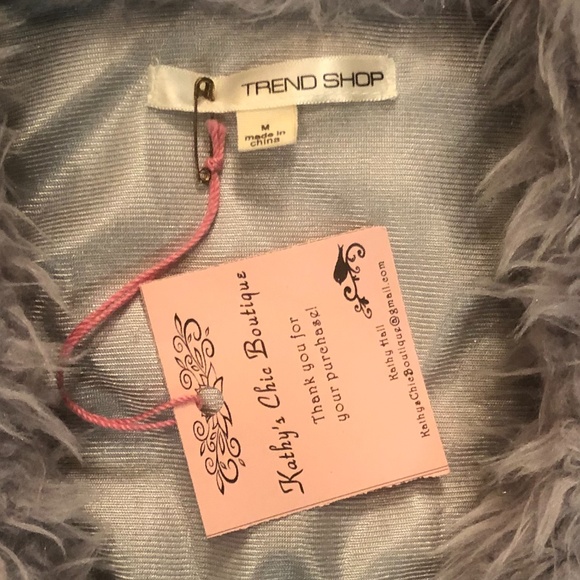 TREND SHOP
M
made in
china
Kathy's Chic Boutique
Thank you for
your purchase!
Kathy Hall
KathysChicBoutique@gmail.com